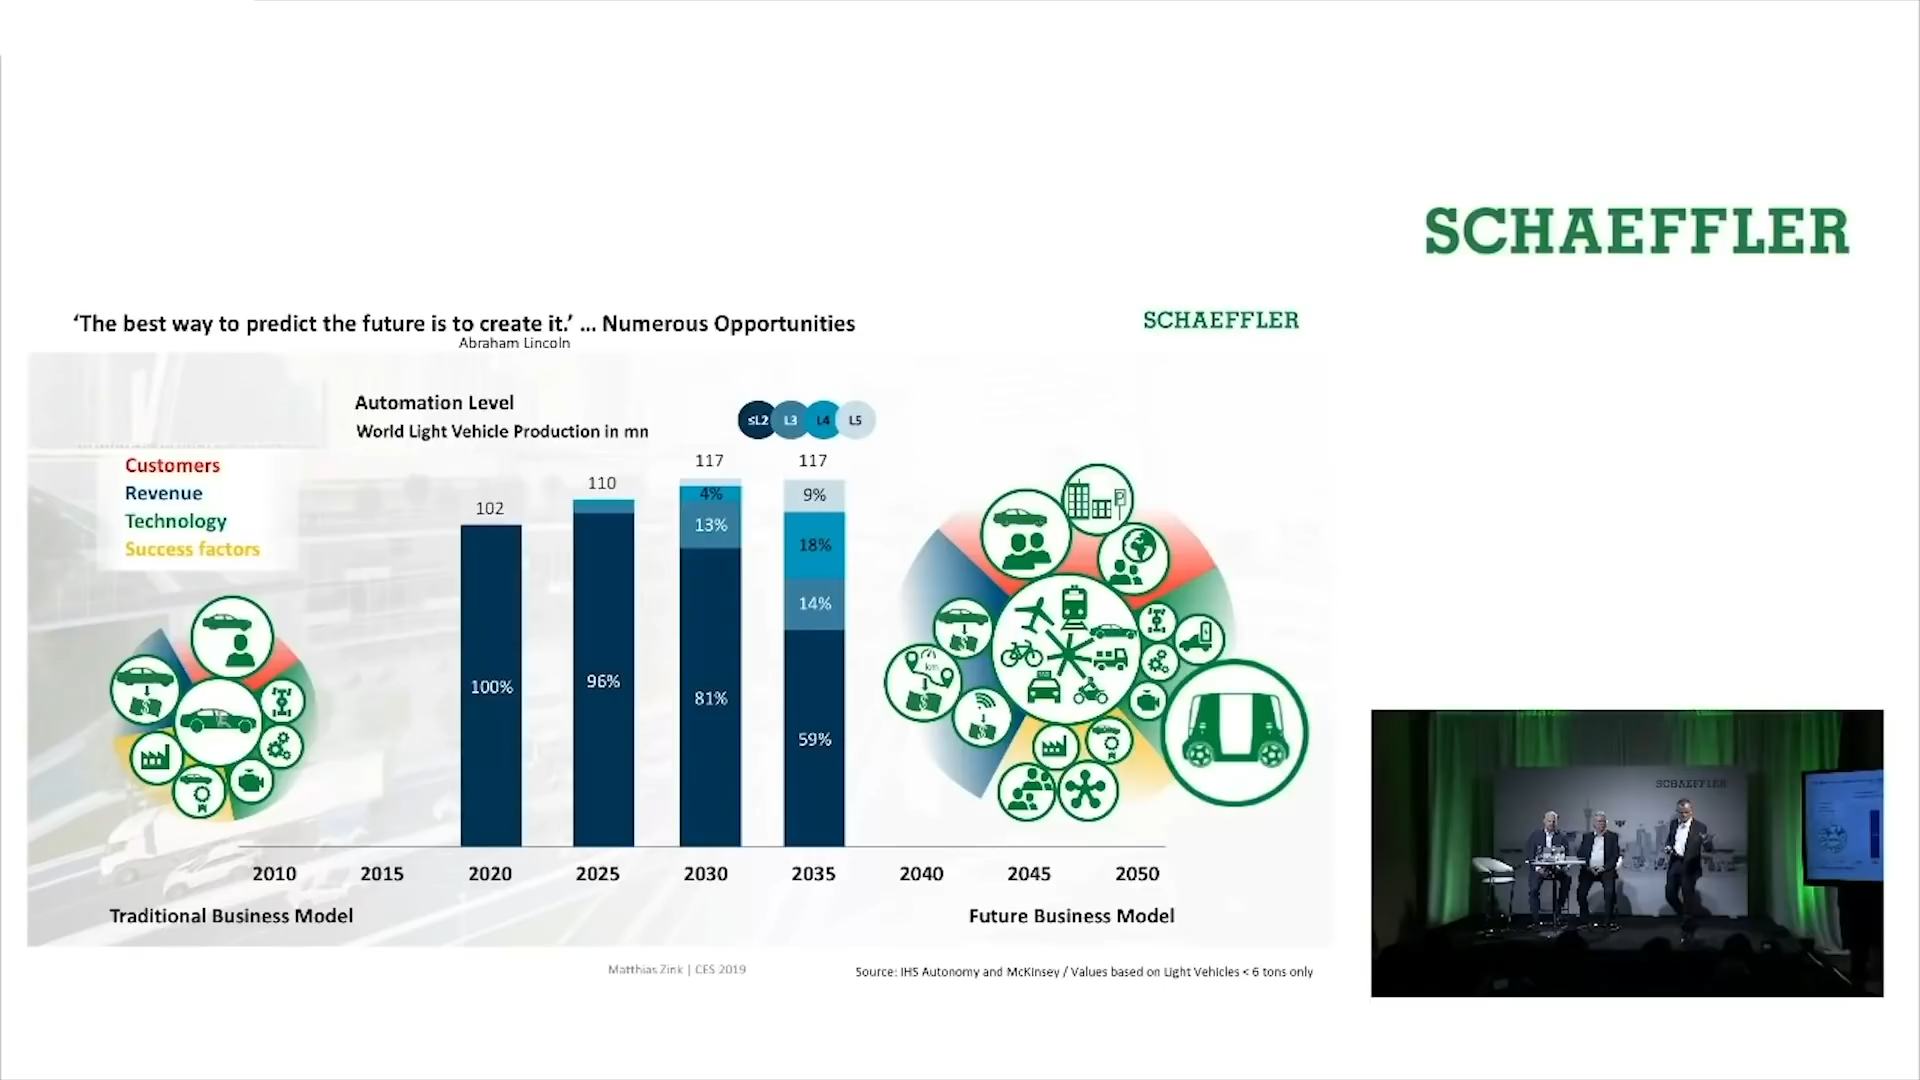 SCHAEFFLER
'The best way to predict the future is to create it.' ... Numerous Opportunities
Abraham Lincoln
SCHAEFFLER
Automation Level
World Light Vehicle Production in mn
≤L2 L3 L4 L5
Customers
Revenue
Technology
Success factors
102
110
117
117
100%
96%
4%
13%
81%
9%
18%
14%
59%
P
km
TAXI
2010 2015 2020 2025 2030 2035 2040 2045 2050
Traditional Business Model
Future Business Model
Matthias Zink | CES 2019
Source: IHS Autonomy and McKinsey / Values based on Light Vehicles < 6 tons only
SCHAEFFLER